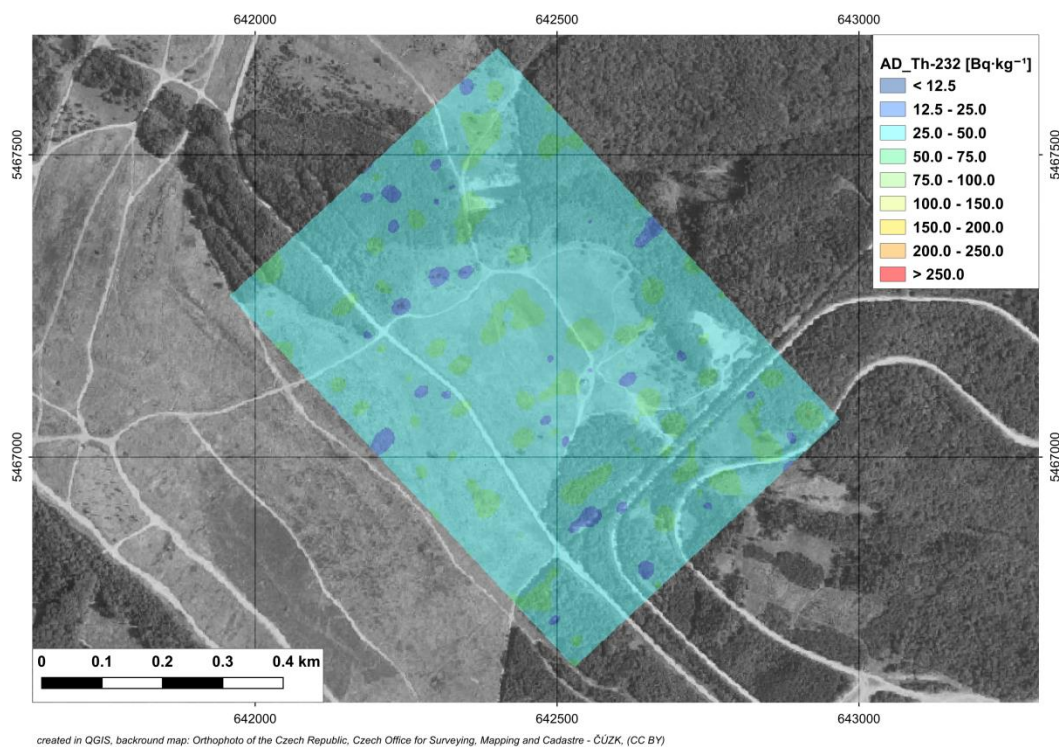 642000 642500 643000
AD_Th-232 [Bq·kg⁻¹]
< 12.5
12.5 - 25.0
25.0 - 50.0
50.0 - 75.0
75.0 - 100.0
100.0 - 150.0
150.0 - 200.0
200.0 - 250.0
> 250.0
5467500 5467500
5467000 5467000
0 0.1 0.2 0.3 0.4 km
642000 642500 643000
created in QGIS, backround map: Orthophoto of the Czech Republic, Czech Office for Surveying, Mapping and Cadastre - ČÚZK, (CC BY)